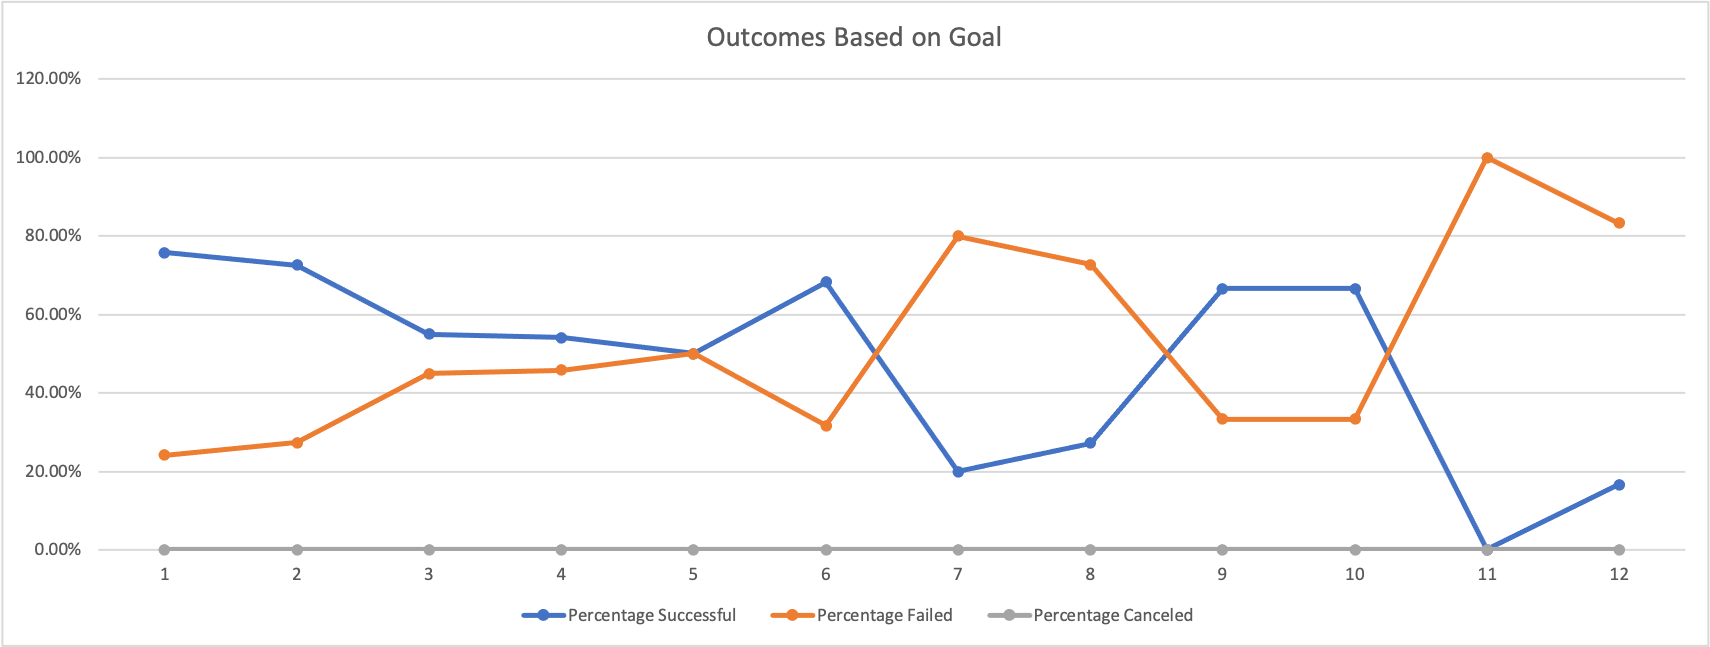 Outcomes Based on Goal
120.00%
100.00%
80.00%
60.00%
40.00%
20.00%
0.00%
1 2 3 4 5 6 7 8 9 10 11 12
Percentage Successful Percentage Failed Percentage Canceled